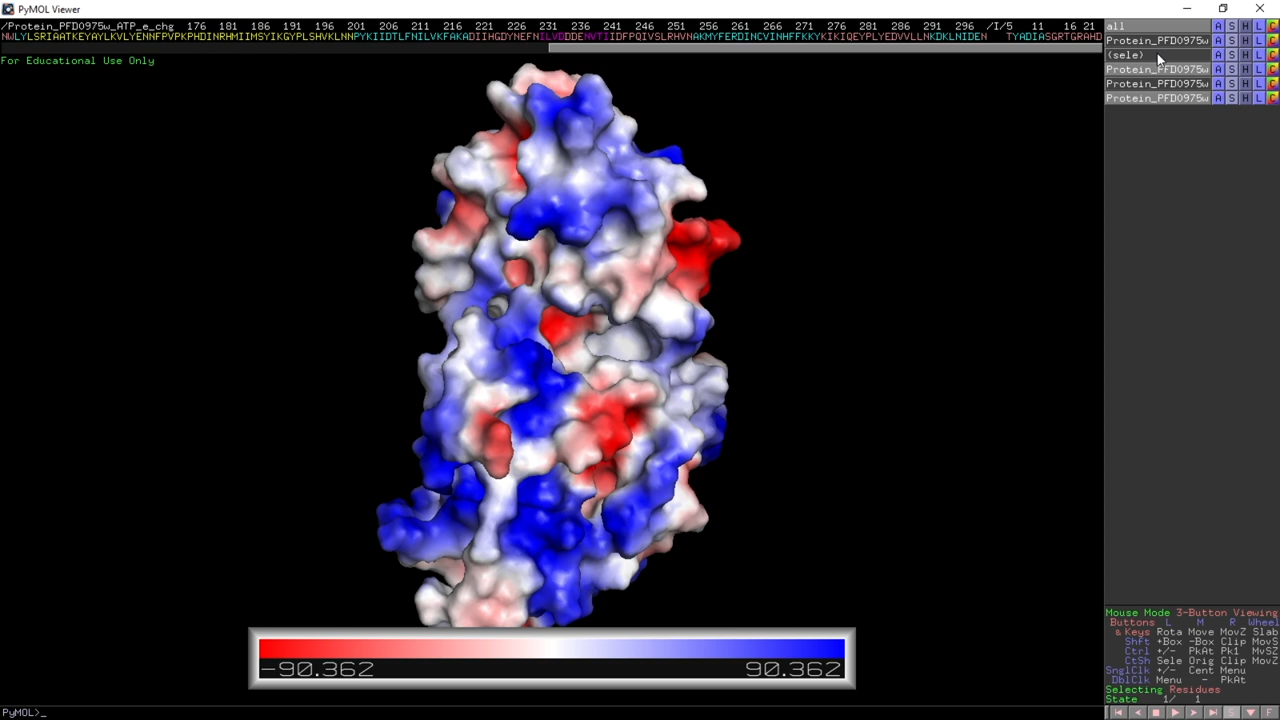 PyMOL Viewer
/Protein_PFD0975w_ATP_e_chg 176 181 186 191 196 201 206 211 216 221 226 231 236 241 246 251 256 261 266 271 276 281 286 291 296 /I/5 11 16 21
NWLYLSRIAATKEYAYLKVLYENNFPVPKPHDINRHMIIMSYIKGYPLSHVKLNNPYKIIDTLFNILVKFAKADIIHGDYNEFNILVDDDENVTIIDFPQIVSLRHVNAKMYFERDINCVINHFFKKYKIKIQEYPLYEDVVLLNKDKLNIDEN TYADIASGRTGRAHD
For Educational Use Only
all A S H L C
Protein_PFD0975w A S H L C
(sele) A S H L C
Protein_PFD0975w A S H L C
Protein_PFD0975w A S H L C
Protein_PFD0975w A S H L C
-90.362 90.362
Mouse Mode 3-Button Viewing
Buttons L M R Wheel
& Keys Rota Move MovZ Slab
Shft +Box -Box Clip MovS
Ctrl +/- PkAt Pk1 MvSZ
CtSh Sele Orig Clip MovZ
SnglClk +/- Cent Menu
DblClk Menu - PkAt
Selecting Residues
State 1/ 1
S F
PyMOL>_